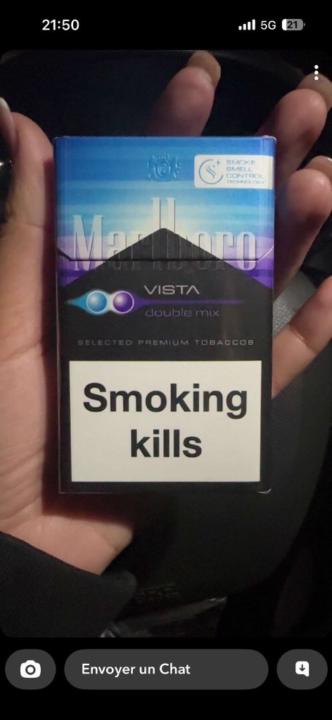 21:50
5G 21
SMOKE
SMELL
CONTROL
TECHNOLOGY
Marlboro
VISTA
double mix
SELECTED PREMIUM TOBACCOS
Smoking
kills
Envoyer un Chat